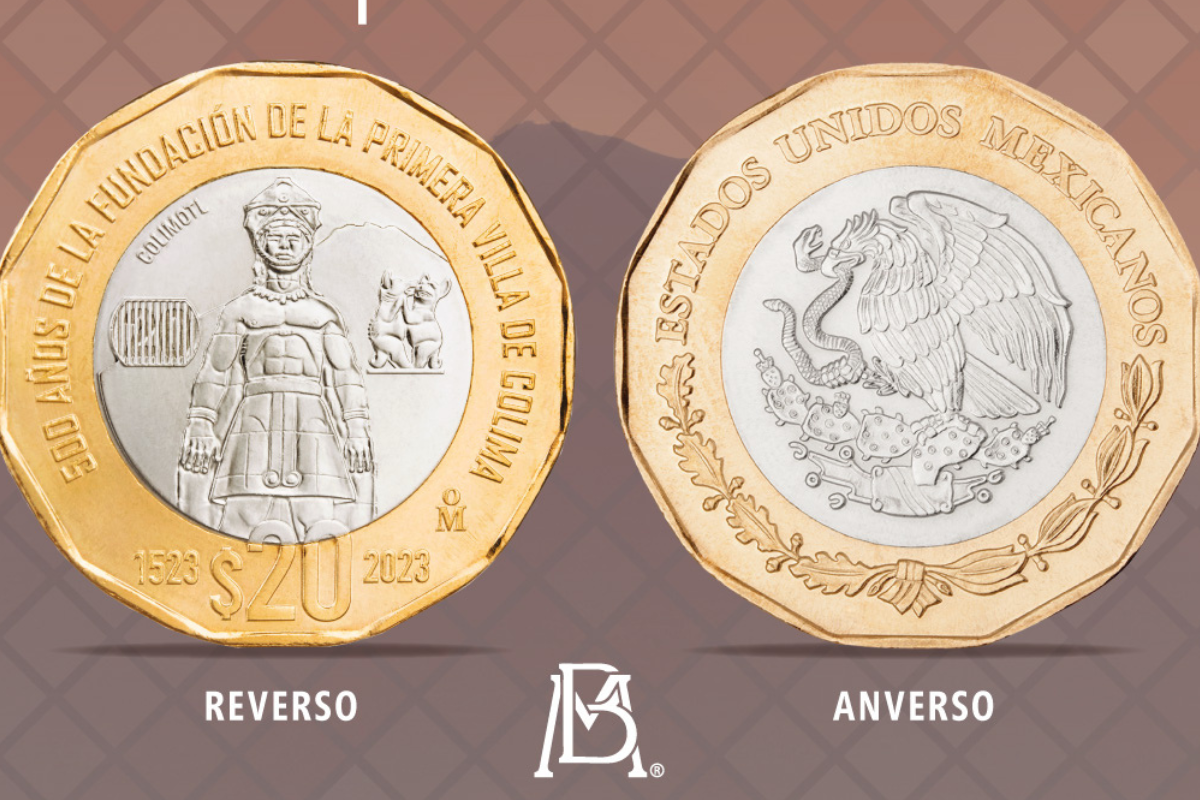 500 AÑOS DE LA FUNDACIÓN DE LA PRIMERA VILLA DE COLIMA
COLIMOTL
oM
1523 $20 2023
ESTADOS UNIDOS MEXICANOS
REVERSO
ANVERSO
BM®